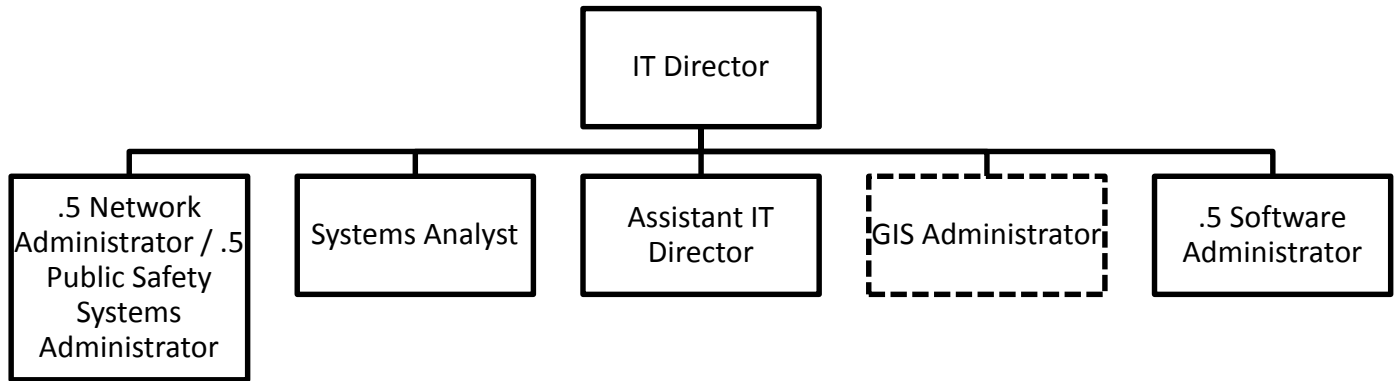 IT Director
.5 Network
Administrator / .5
Public Safety
Systems
Administrator
Systems Analyst
Assistant IT
Director
GIS Administrator
.5 Software
Administrator